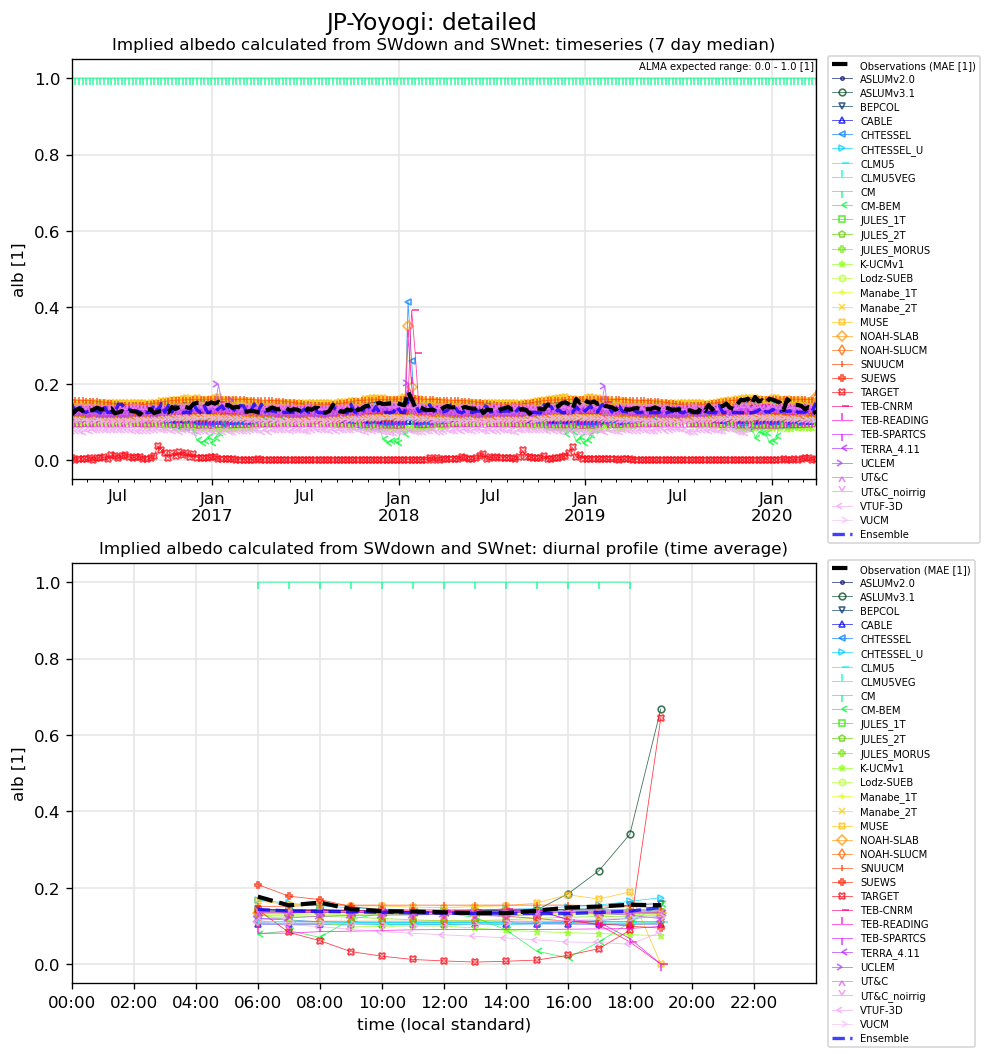 JP-Yoyogi: detailed
Implied albedo calculated from SWdown and SWnet: timeseries (7 day median)
ALMA expected range: 0.0 - 1.0 [1]
alb [1]
1.0
0.8
0.6
0.4
0.2
0.0
Jul
Jan
2017
Jul
Jan
2018
Jul
Jan
2019
Jul
Jan
2020
Observations (MAE [1])
ASLUMv2.0
ASLUMv3.1
BEPCOL
CABLE
CHTESSEL
CHTESSEL_U
CLMU5
CLMU5VEG
CM
CM-BEM
JULES_1T
JULES_2T
JULES_MORUS
K-UCMv1
Lodz-SUEB
Manabe_1T
Manabe_2T
MUSE
NOAH-SLAB
NOAH-SLUCM
SNUUCM
SUEWS
TARGET
TEB-CNRM
TEB-READING
TEB-SPARTCS
TERRA_4.11
UCLEM
UT&C
UT&C_noirrig
VTUF-3D
VUCM
Ensemble
Implied albedo calculated from SWdown and SWnet: diurnal profile (time average)
alb [1]
1.0
0.8
0.6
0.4
0.2
0.0
00:00
02:00
04:00
06:00
08:00
10:00
12:00
14:00
16:00
18:00
20:00
22:00
time (local standard)
Observation (MAE [1])
ASLUMv2.0
ASLUMv3.1
BEPCOL
CABLE
CHTESSEL
CHTESSEL_U
CLMU5
CLMU5VEG
CM
CM-BEM
JULES_1T
JULES_2T
JULES_MORUS
K-UCMv1
Lodz-SUEB
Manabe_1T
Manabe_2T
MUSE
NOAH-SLAB
NOAH-SLUCM
SNUUCM
SUEWS
TARGET
TEB-CNRM
TEB-READING
TEB-SPARTCS
TERRA_4.11
UCLEM
UT&C
UT&C_noirrig
VTUF-3D
VUCM
Ensemble